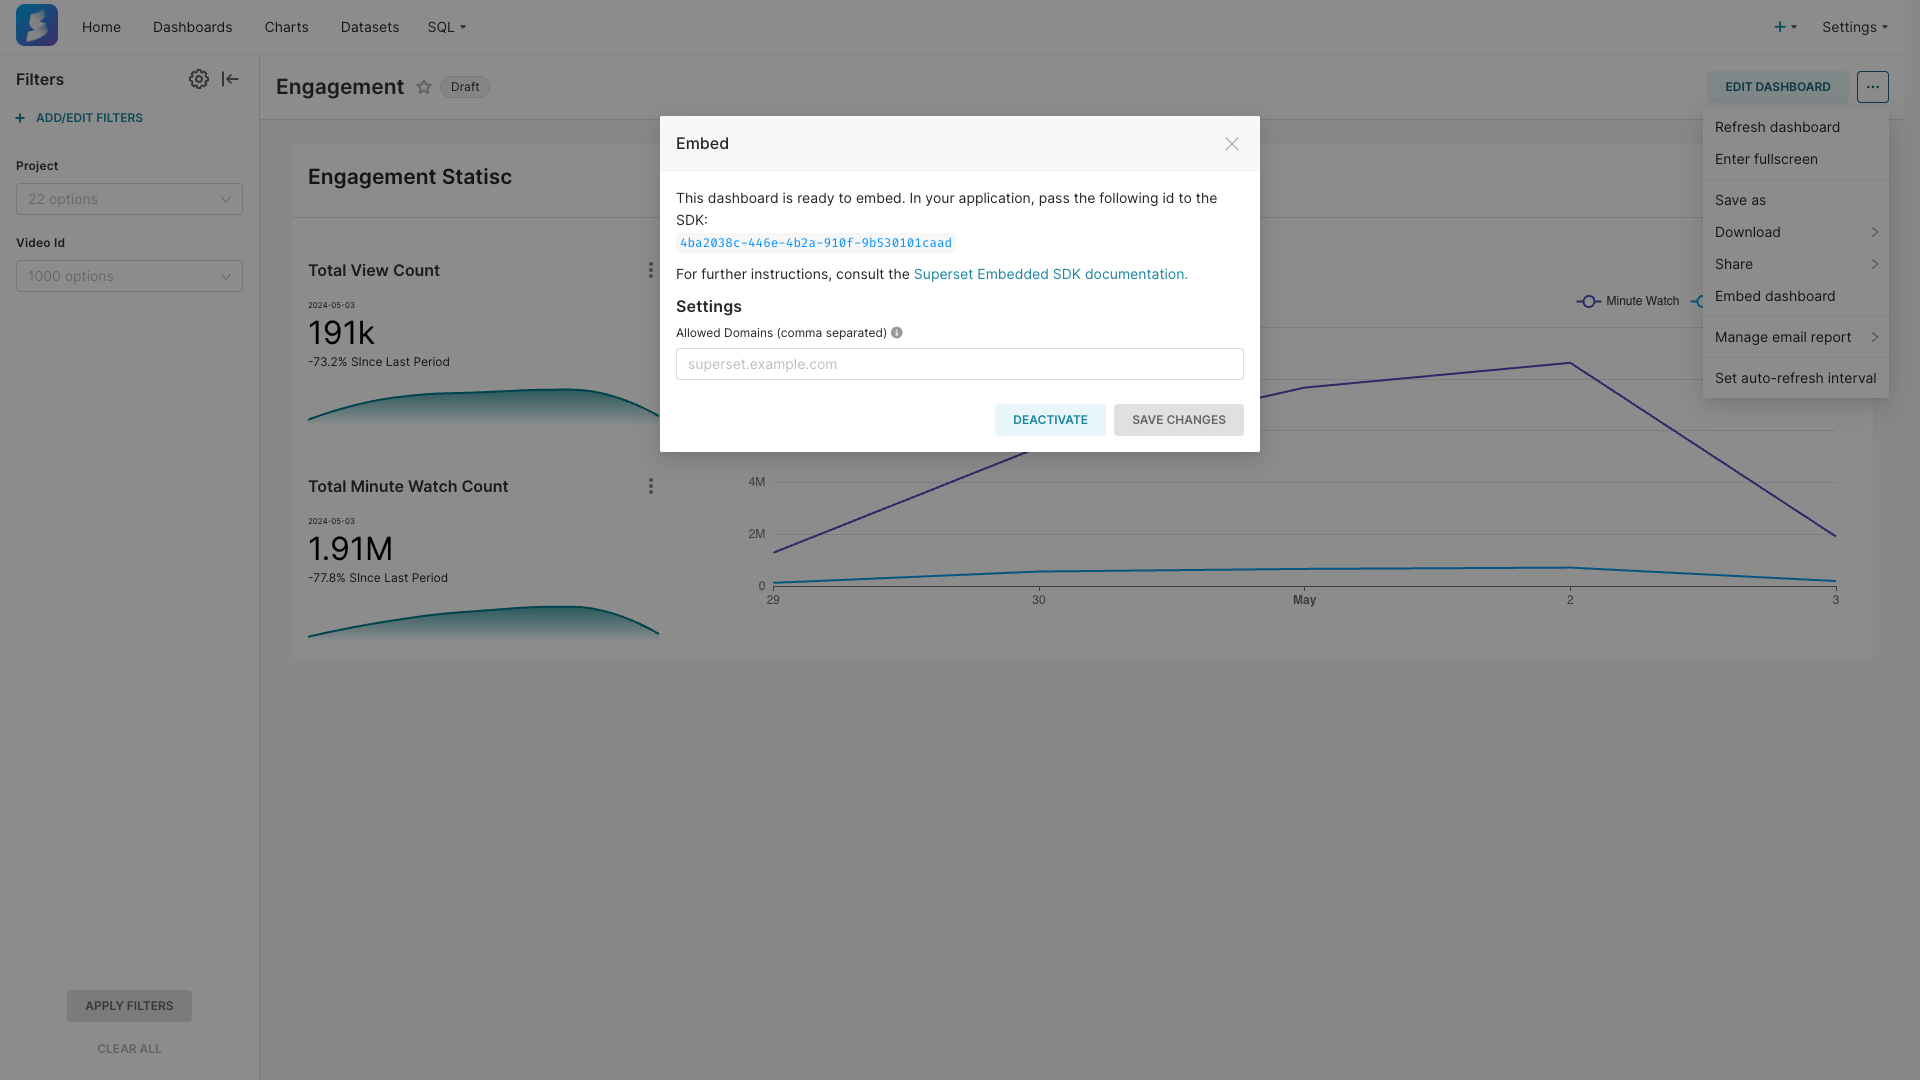 Home
Dashboards
Charts
Datasets
SQL
Settings
Filters
ADD/EDIT FILTERS
Project
22 options
Video Id
1000 options
APPLY FILTERS
CLEAR ALL
Engagement
Draft
EDIT DASHBOARD
Refresh dashboard
Enter fullscreen
Save as
Download
Share
Embed dashboard
Manage email report
Set auto-refresh interval
Engagement Statisc
Total View Count
2024-05-03
191k
-73.2% SInce Last Period
Total Minute Watch Count
2024-05-03
1.91M
-77.8% SInce Last Period
Minute Watch
4M
2M
0
29
30
May
2
3
Embed
This dashboard is ready to embed. In your application, pass the following id to the
SDK:
4ba2038c-446e-4b2a-910f-9b530101caad
For further instructions, consult the Superset Embedded SDK documentation.
Settings
Allowed Domains (comma separated)
superset.example.com
DEACTIVATE
SAVE CHANGES